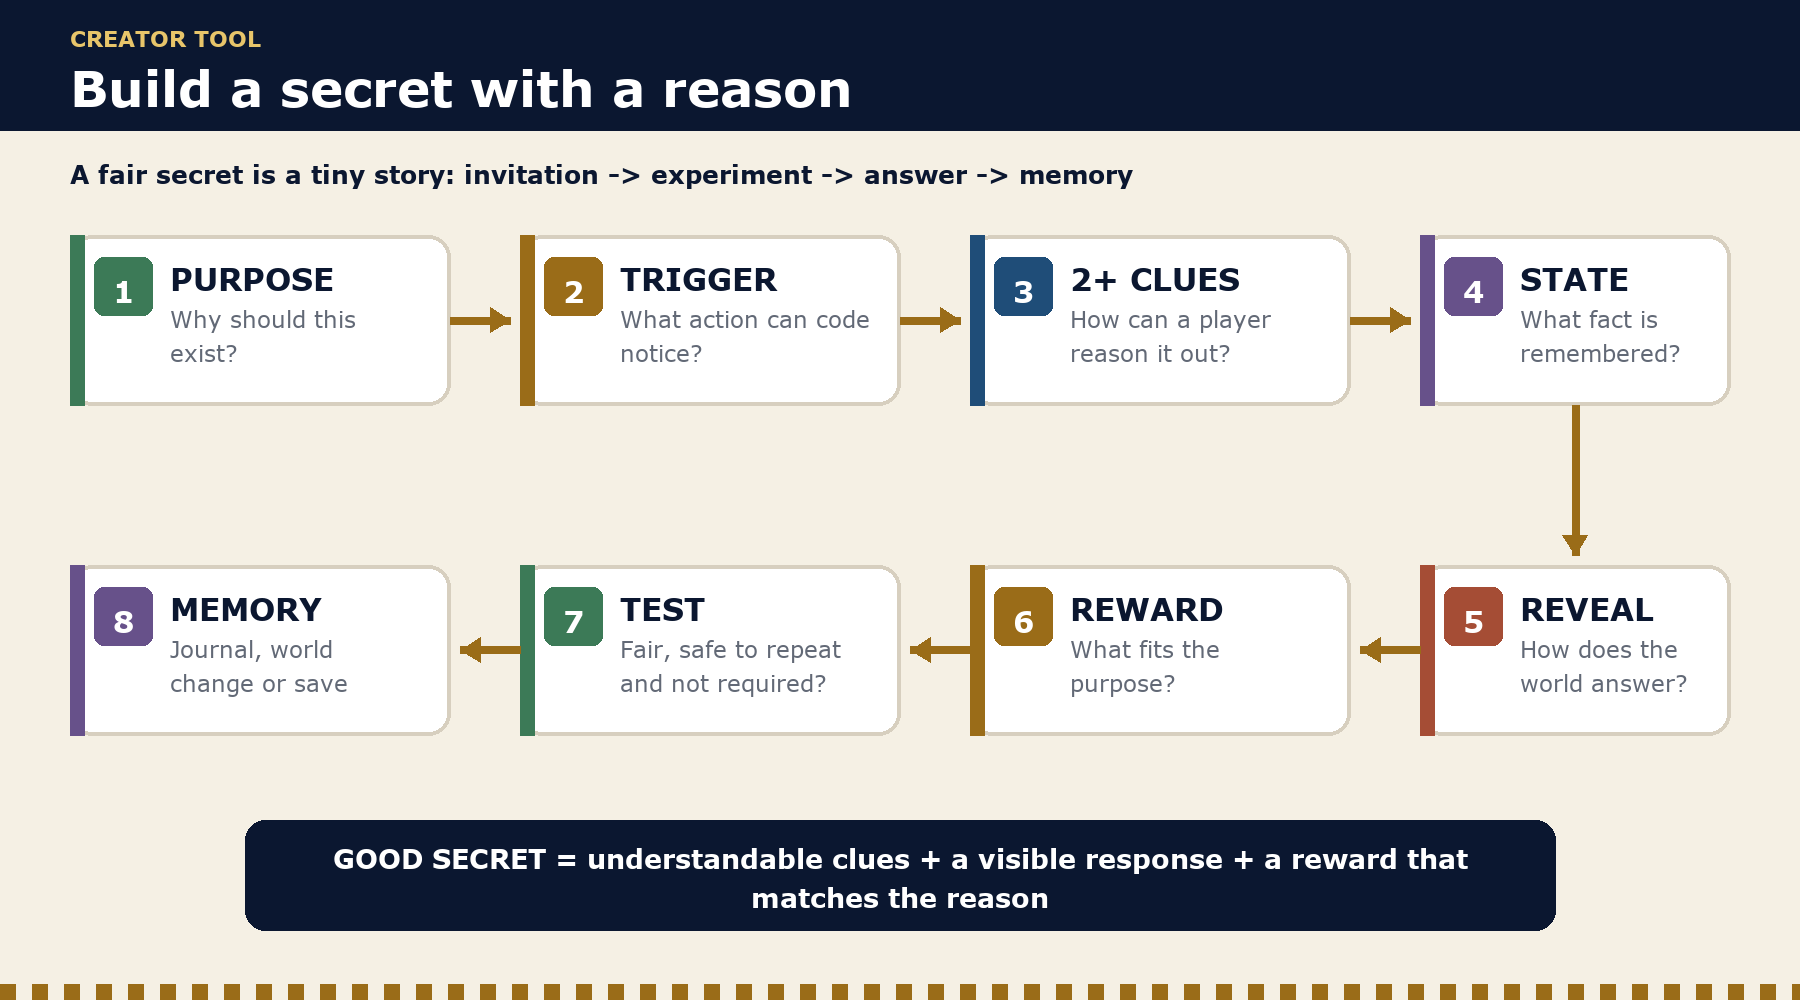 CREATOR TOOL
Build a secret with a reason
A fair secret is a tiny story: invitation -> experiment -> answer -> memory
1
PURPOSE
Why should this
exist?
2
TRIGGER
What action can code
notice?
3
2+ CLUES
How can a player
reason it out?
4
STATE
What fact is
remembered?
5
REVEAL
How does the
world answer?
6
REWARD
What fits the
purpose?
7
TEST
Fair, safe to repeat
and not required?
8
MEMORY
Journal, world
change or save
GOOD SECRET = understandable clues + a visible response + a reward that
matches the reason